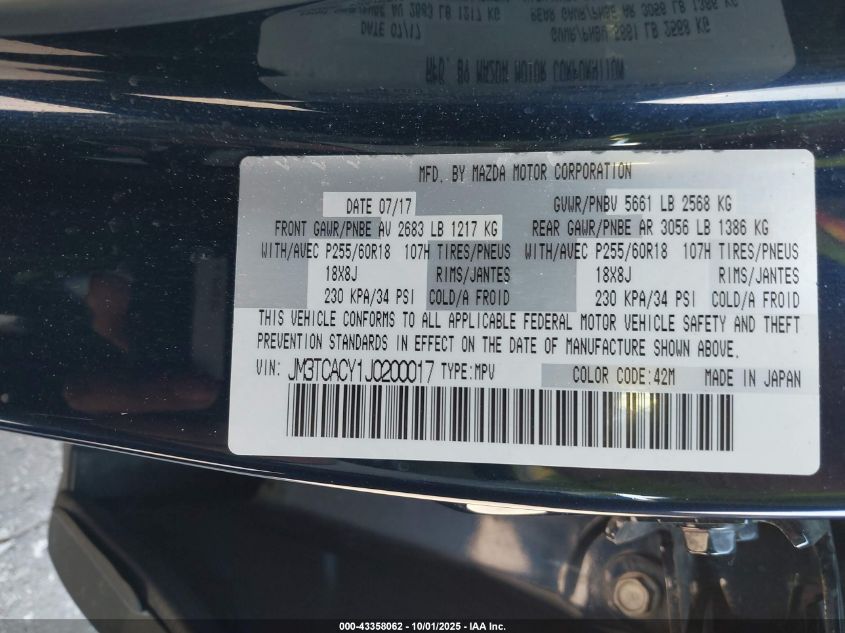 MFD. BY MAZDA MOTOR CORPORATION
DATE 07/17 GVWR/PNBV 5661 LB 2568 KG
FRONT GAWR/PNBE AV 2683 LB 1217 KG REAR GAWR/PNBE AR 3056 LB 1386 KG
WITH/AVEC P255/60R18 107H TIRES/PNEUS WITH/AVEC P255/60R18 107H TIRES/PNEUS
18X8J RIMS/JANTES 18X8J RIMS/JANTES
230 KPA/34 PSI COLD/A FROID 230 KPA/34 PSI COLD/A FROID
THIS VEHICLE CONFORMS TO ALL APPLICABLE FEDERAL MOTOR VEHICLE SAFETY AND THEFT
PREVENTION STANDARDS IN EFFECT ON THE DATE OF MANUFACTURE SHOWN ABOVE.
VIN: JM3TCACY1J0200017 TYPE:MPV COLOR CODE:42M MADE IN JAPAN
000-43358062 - 10/01/2025 - IAA Inc.